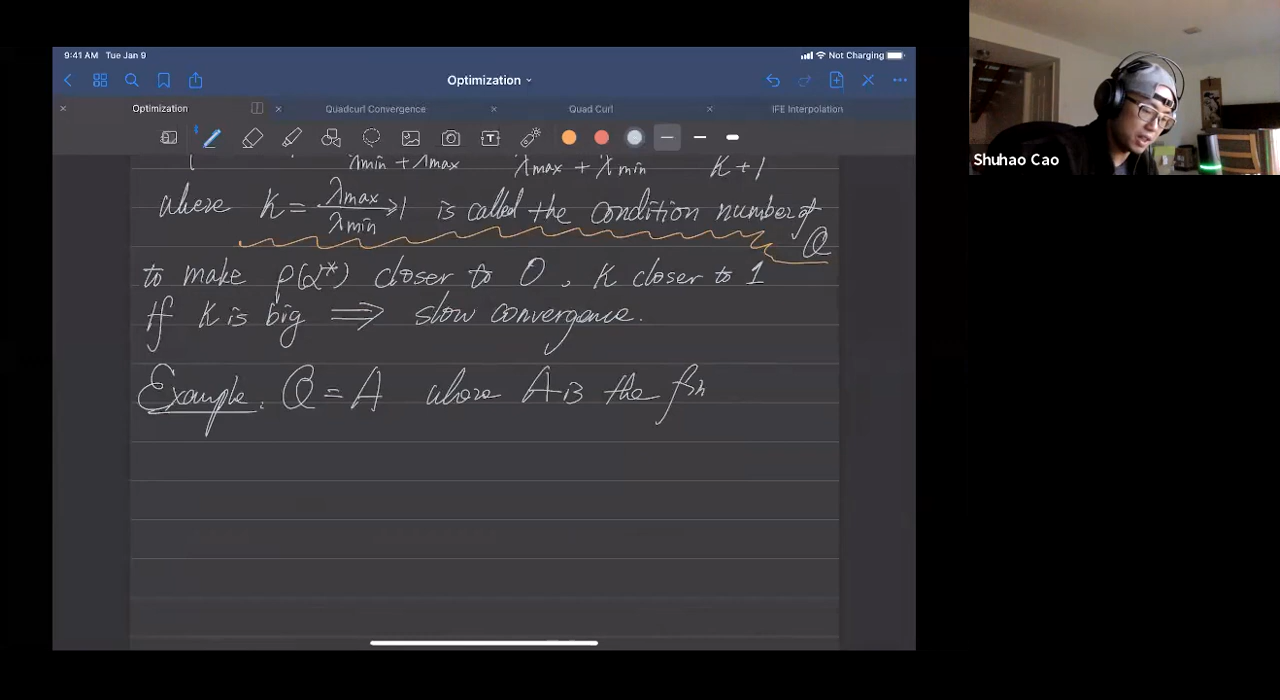 9:41 AM Tue Jan 9
Not Charging
Optimization
Optimization
Quadcurl Convergence
Quad Curl
IFE Interpolation
λmin + λmax λmax + λmin K+1
where K = λmax / λmin > 1 is called the condition number of Q
to make ρ(α*) closer to 0, K closer to 1
If K is big ⟹ slow convergence.
Example: Q = A where A is the fin
Shuhao Cao